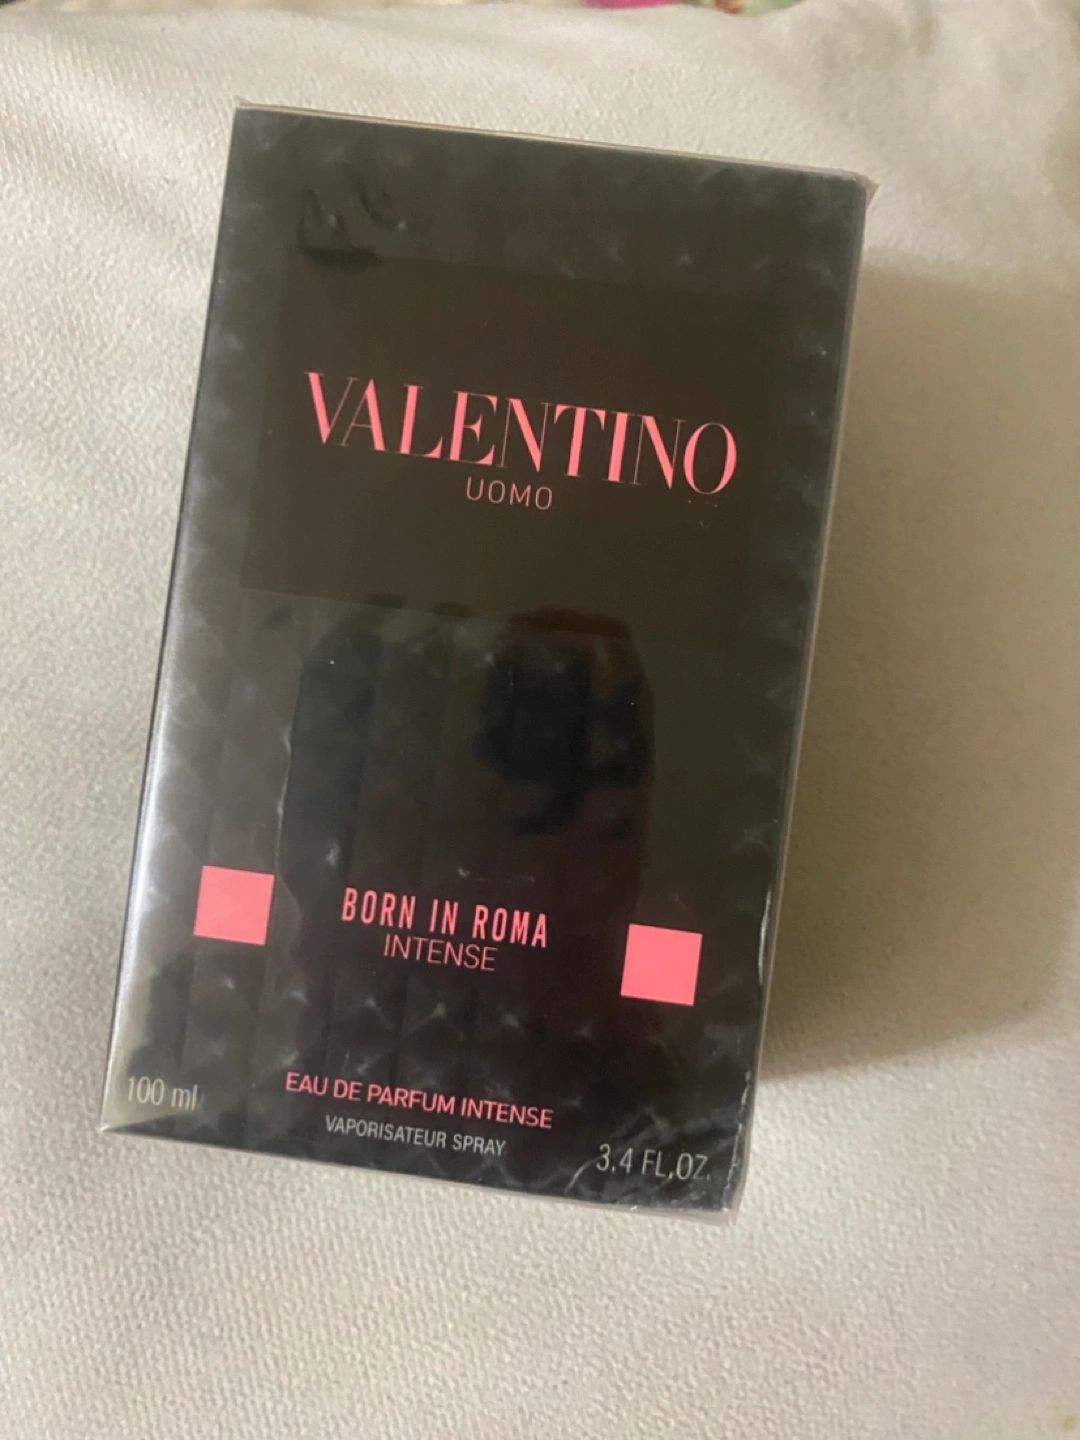 VALENTINO
UOMO
BORN IN ROMA
INTENSE
EAU DE PARFUM INTENSE
VAPORISATEUR SPRAY
100 ml
3.4 FL.OZ.